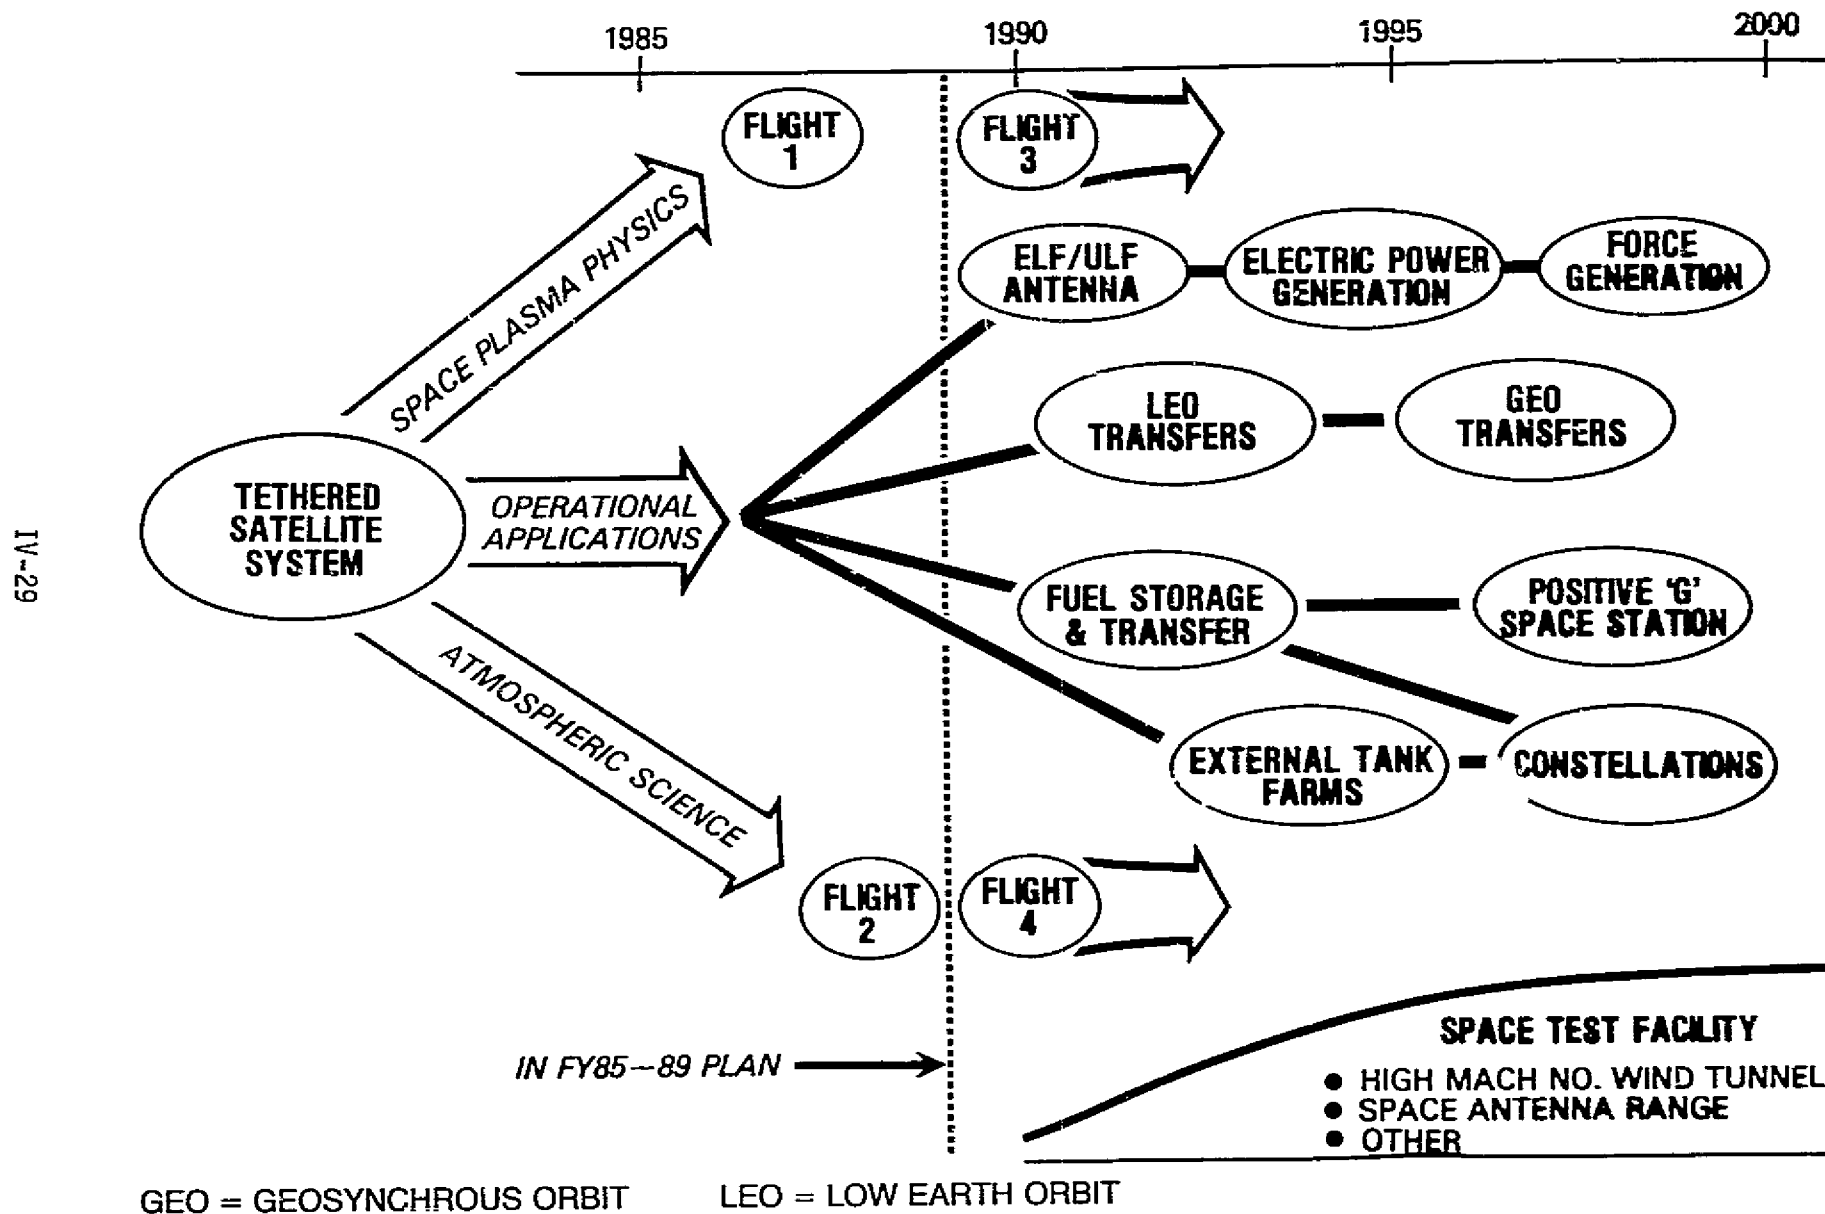 1985
1990
1995
2000
FLIGHT
1
FLIGHT
3
SPACE PLASMA PHYSICS
ELF/ULF
ANTENNA
ELECTRIC POWER
GENERATION
FORCE
GENERATION
LEO
TRANSFERS
GEO
TRANSFERS
TETHERED
SATELLITE
SYSTEM
OPERATIONAL
APPLICATIONS
IV-29
FUEL STORAGE
& TRANSFER
POSITIVE 'G'
SPACE STATION
ATMOSPHERIC SCIENCE
EXTERNAL TANK
FARMS
CONSTELLATIONS
FLIGHT
2
FLIGHT
4
IN FY85-89 PLAN
SPACE TEST FACILITY
● HIGH MACH NO. WIND TUNNEL
● SPACE ANTENNA RANGE
● OTHER
GEO = GEOSYNCHROUS ORBIT
LEO = LOW EARTH ORBIT